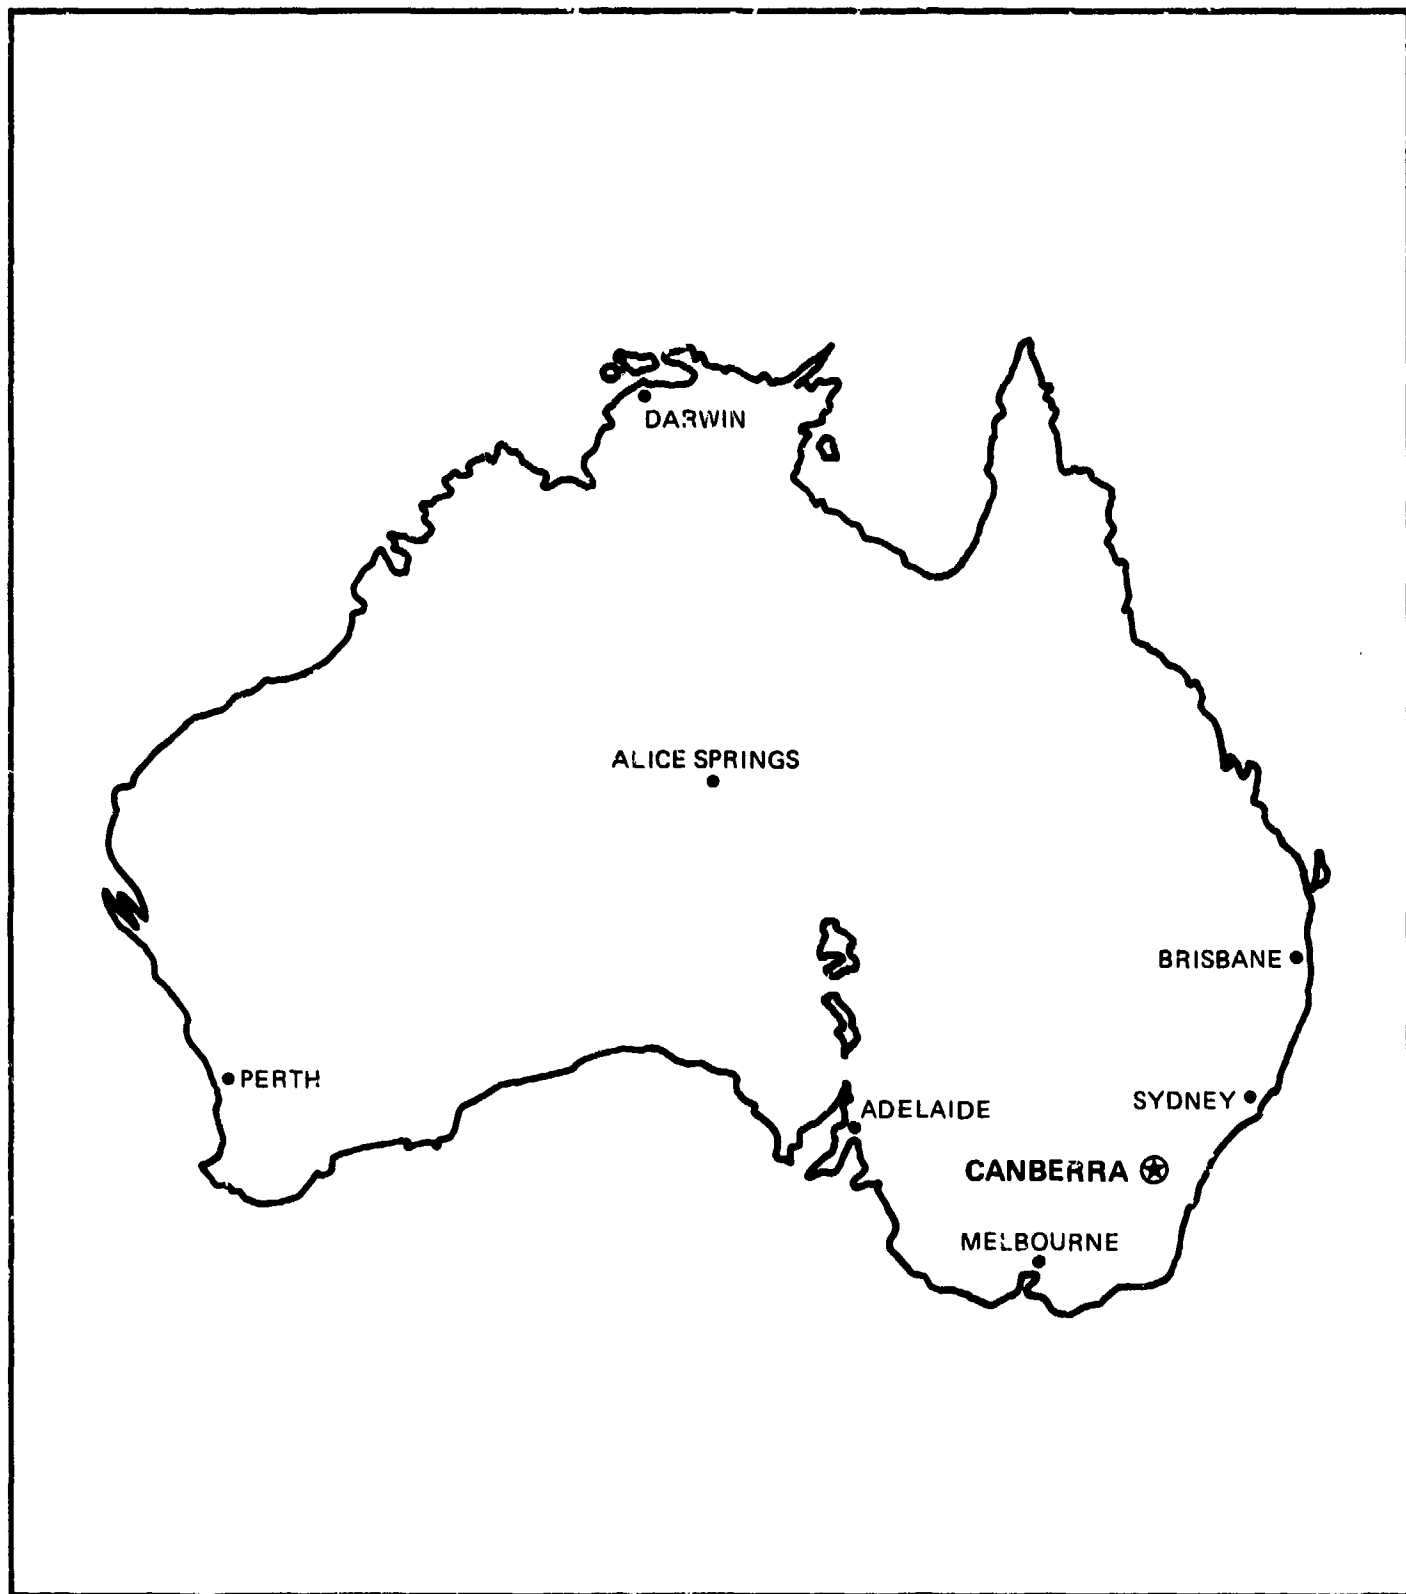 DARWIN
ALICE SPRINGS
BRISBANE
PERTH
SYDNEY
ADELAIDE
CANBERRA
MELBOURNE